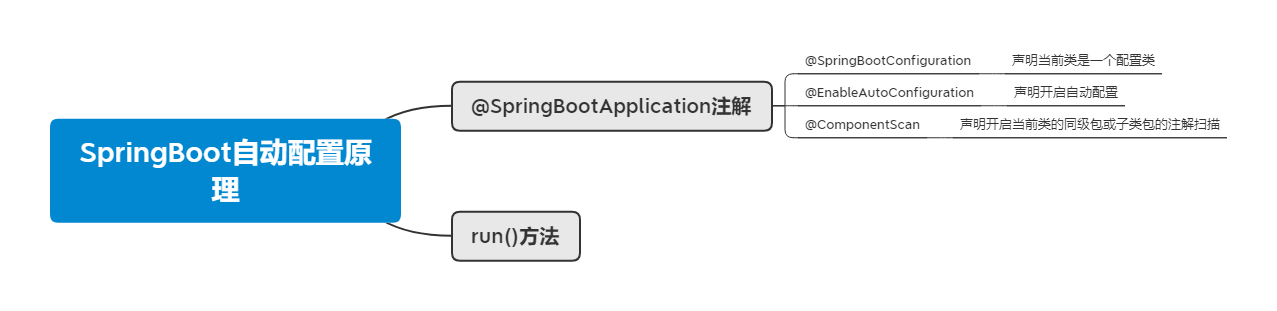 SpringBoot自动配置原
理
@SpringBootApplication注解
@SpringBootConfiguration 声明当前类是一个配置类
@EnableAutoConfiguration 声明开启自动配置
@ComponentScan 声明开启当前类的同级包或子类包的注解扫描
run()方法